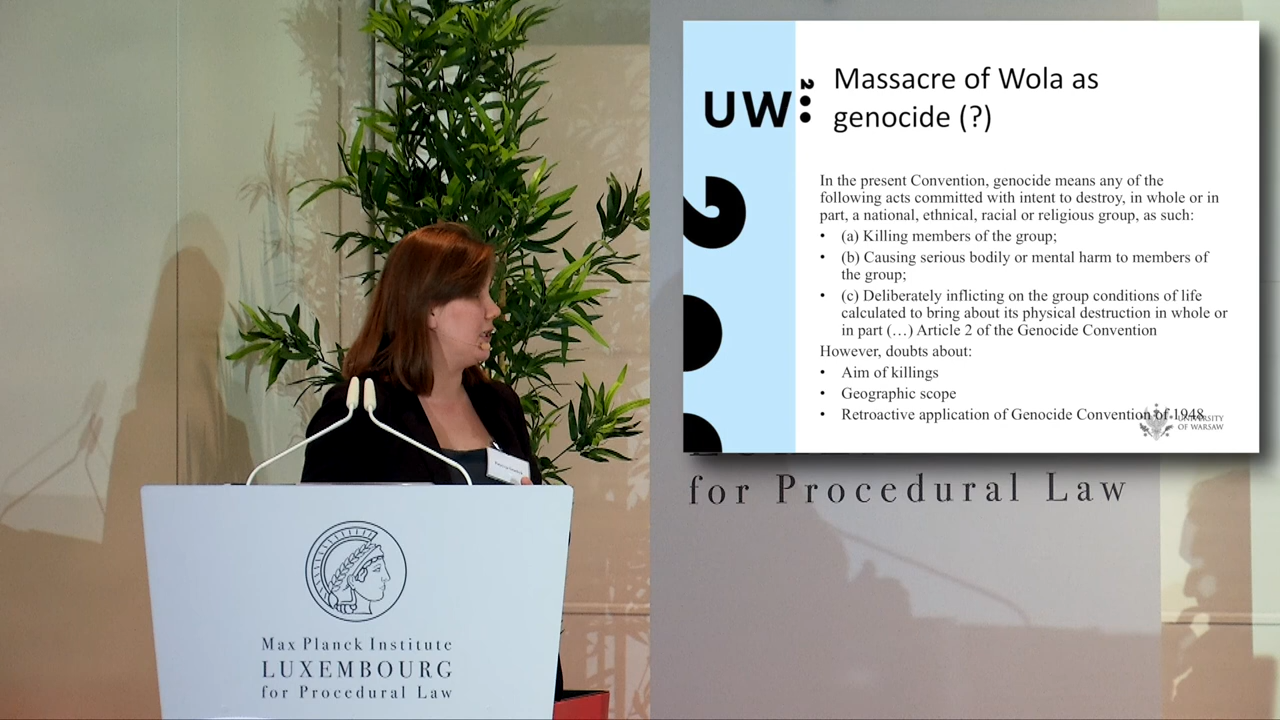 UW
Massacre of Wola as
genocide (?)
In the present Convention, genocide means any of the
following acts committed with intent to destroy, in whole or in
part, a national, ethnical, racial or religious group, as such:
• (a) Killing members of the group;
• (b) Causing serious bodily or mental harm to members of
the group;
• (c) Deliberately inflicting on the group conditions of life
calculated to bring about its physical destruction in whole or
in part (…) Article 2 of the Genocide Convention
However, doubts about:
• Aim of killings
• Geographic scope
• Retroactive application of Genocide Convention of 1948
UNIVERSITY
OF WARSAW
for Procedural Law
Max Planck Institute
LUXEMBOURG
for Procedural Law